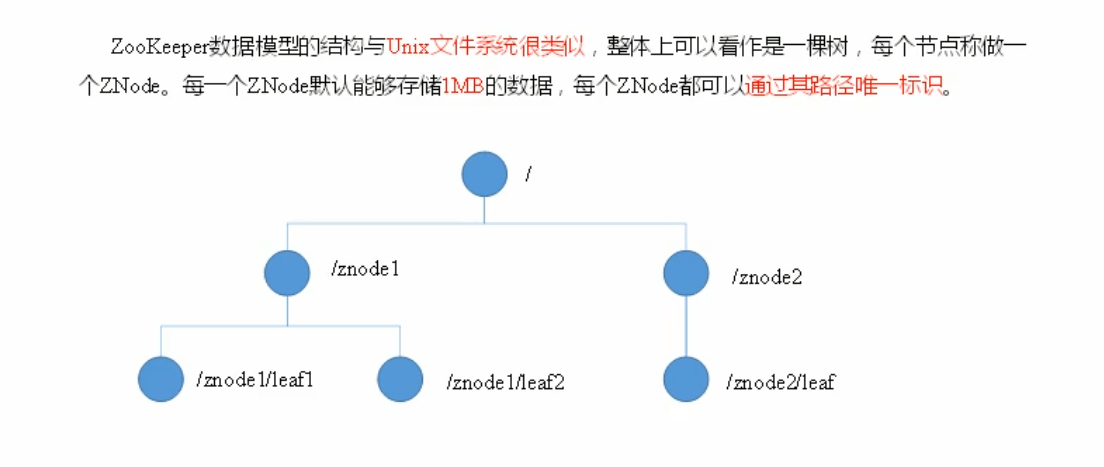 ZooKeeper数据模型的结构与Unix文件系统很类似，整体上可以看作是一棵树，每个节点称做一
个ZNode。每一个ZNode默认能够存储1MB的数据，每个ZNode都可以通过其路径唯一标识。
/
/znode1
/znode2
/znode1/leaf1
/znode1/leaf2
/znode2/leaf